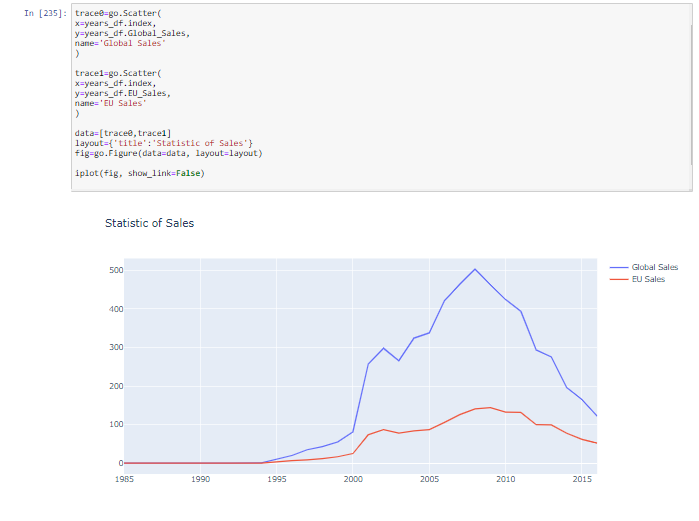 In [235]: trace0=go.Scatter(
x=years_df.index,
y=years_df.Global_Sales,
name='Global Sales'
)
trace1=go.Scatter(
x=years_df.index,
y=years_df.EU_Sales,
name='EU Sales'
)
data=[trace0,trace1]
layout={'title':'Statistic of Sales'}
fig=go.Figure(data=data, layout=layout)
iplot(fig, show_link=False)
Statistic of Sales
Global Sales
EU Sales
500
400
300
200
100
0
1985 1990 1995 2000 2005 2010 2015